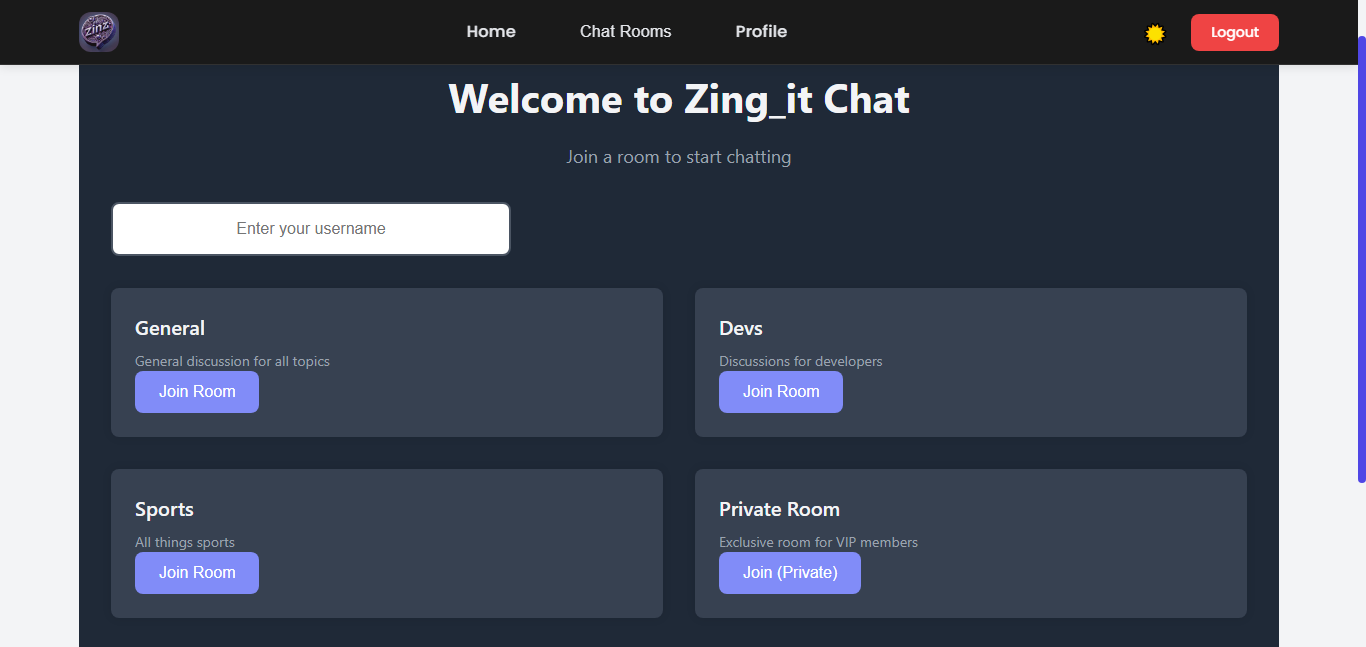 zinz
Home
Chat Rooms
Profile
Logout
Welcome to Zing_it Chat
Join a room to start chatting
Enter your username
General
General discussion for all topics
Join Room
Devs
Discussions for developers
Join Room
Sports
All things sports
Join Room
Private Room
Exclusive room for VIP members
Join (Private)